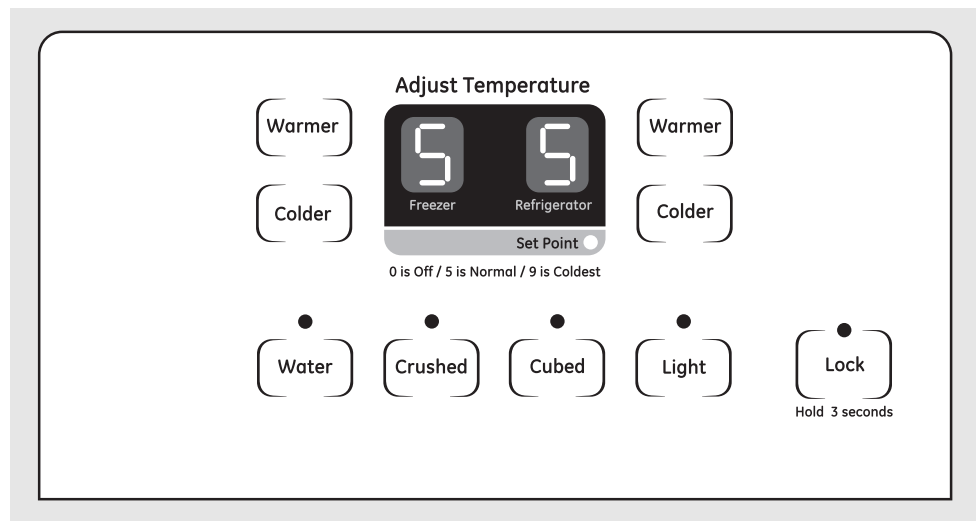 Adjust Temperature
Warmer
5 5
Warmer
Freezer Refrigerator
Colder
Colder
Set Point
0 is Off / 5 is Normal / 9 is Coldest
Water
Crushed
Cubed
Light
Lock
Hold 3 seconds